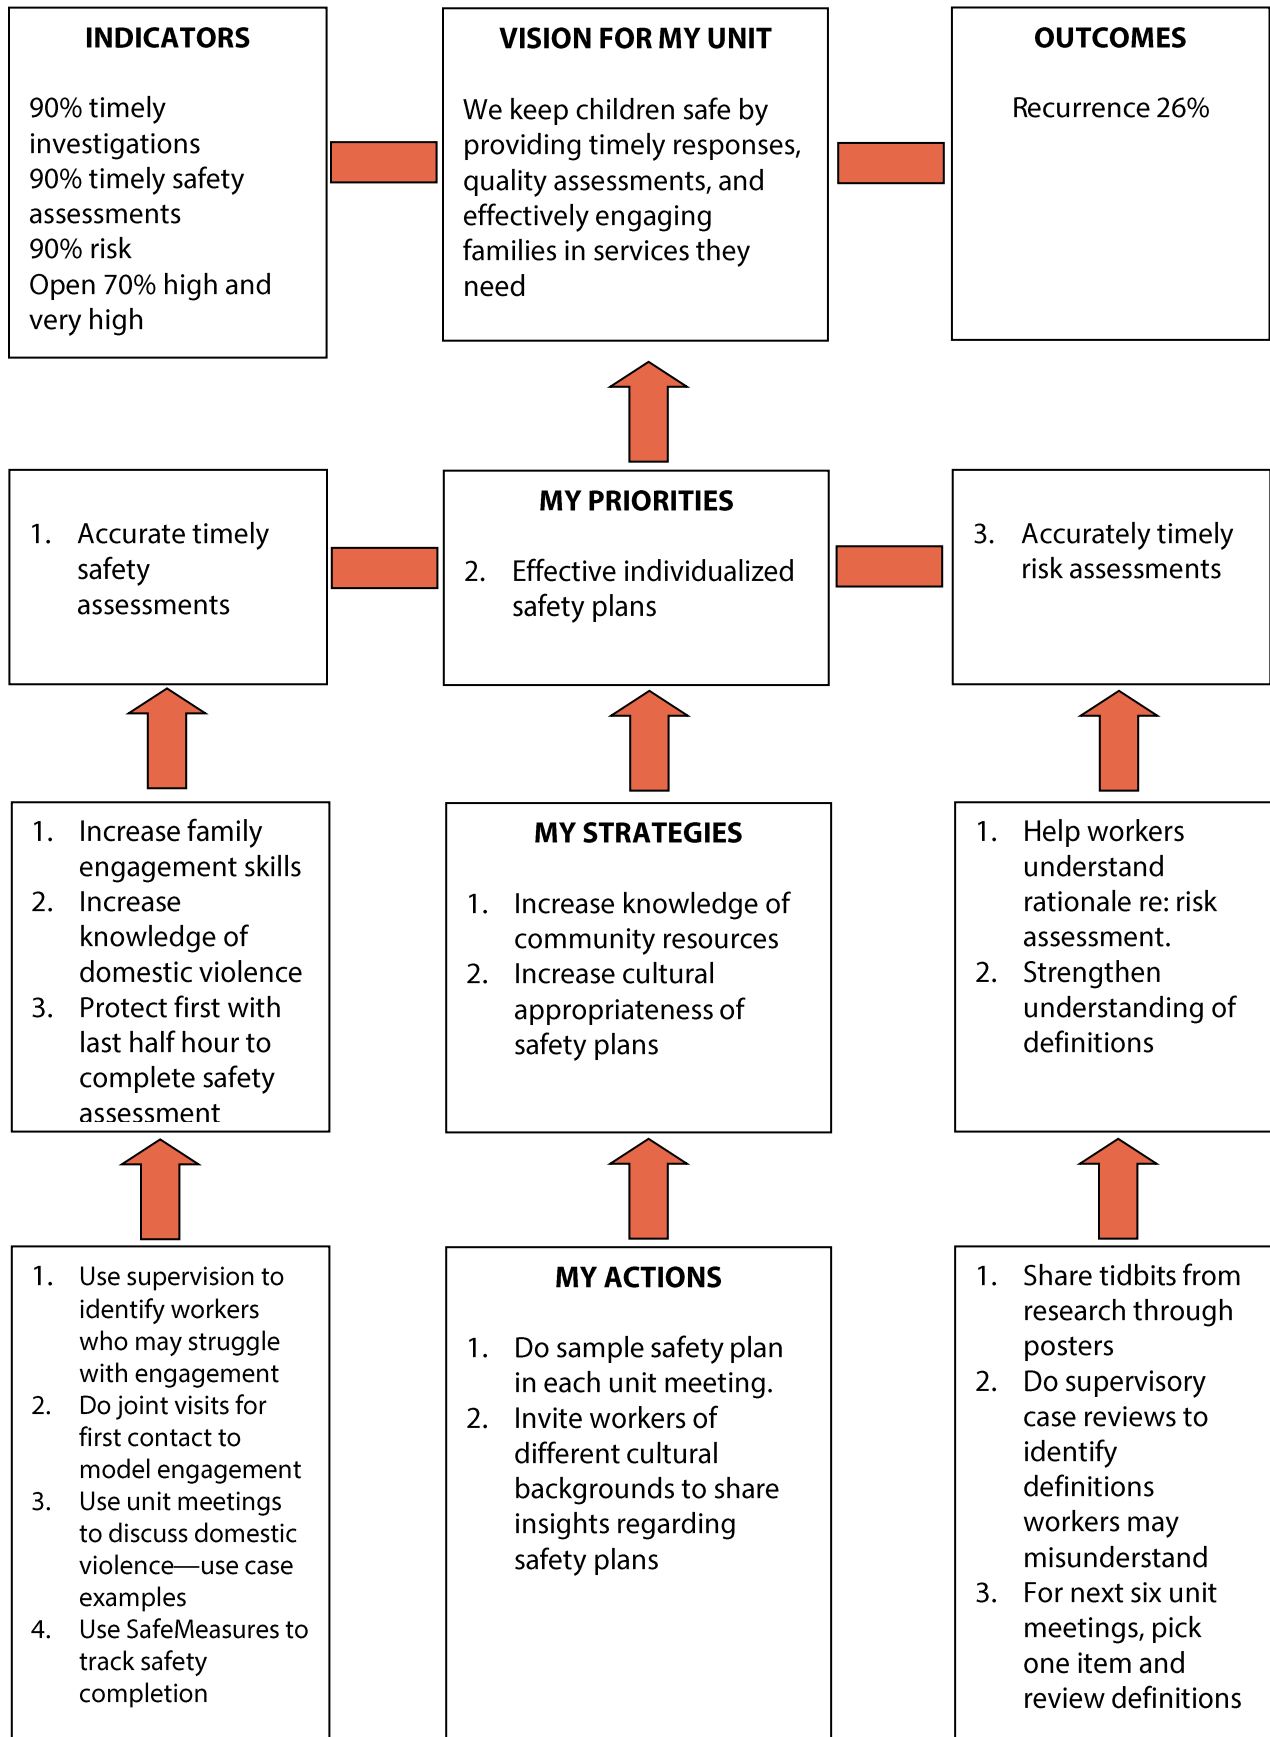 INDICATORS
90% timely
investigations
90% timely safety
assessments
90% risk
Open 70% high and
very high
VISION FOR MY UNIT
We keep children safe by
providing timely responses,
quality assessments, and
effectively engaging
families in services they
need
OUTCOMES
Recurrence 26%
1. Accurate timely
safety
assessments
MY PRIORITIES
2. Effective individualized
safety plans
3. Accurately timely
risk assessments
1. Increase family
engagement skills
2. Increase
knowledge of
domestic violence
3. Protect first with
last half hour to
complete safety
assessment
MY STRATEGIES
1. Increase knowledge of
community resources
2. Increase cultural
appropriateness of
safety plans
1. Help workers
understand
rationale re: risk
assessment.
2. Strengthen
understanding of
definitions
1. Use supervision to
identify workers
who may struggle
with engagement
2. Do joint visits for
first contact to
model engagement
3. Use unit meetings
to discuss domestic
violence—use case
examples
4. Use SafeMeasures to
track safety
completion
MY ACTIONS
1. Do sample safety plan
in each unit meeting.
2. Invite workers of
different cultural
backgrounds to share
insights regarding
safety plans
1. Share tidbits from
research through
posters
2. Do supervisory
case reviews to
identify
definitions
workers may
misunderstand
3. For next six unit
meetings, pick
one item and
review definitions